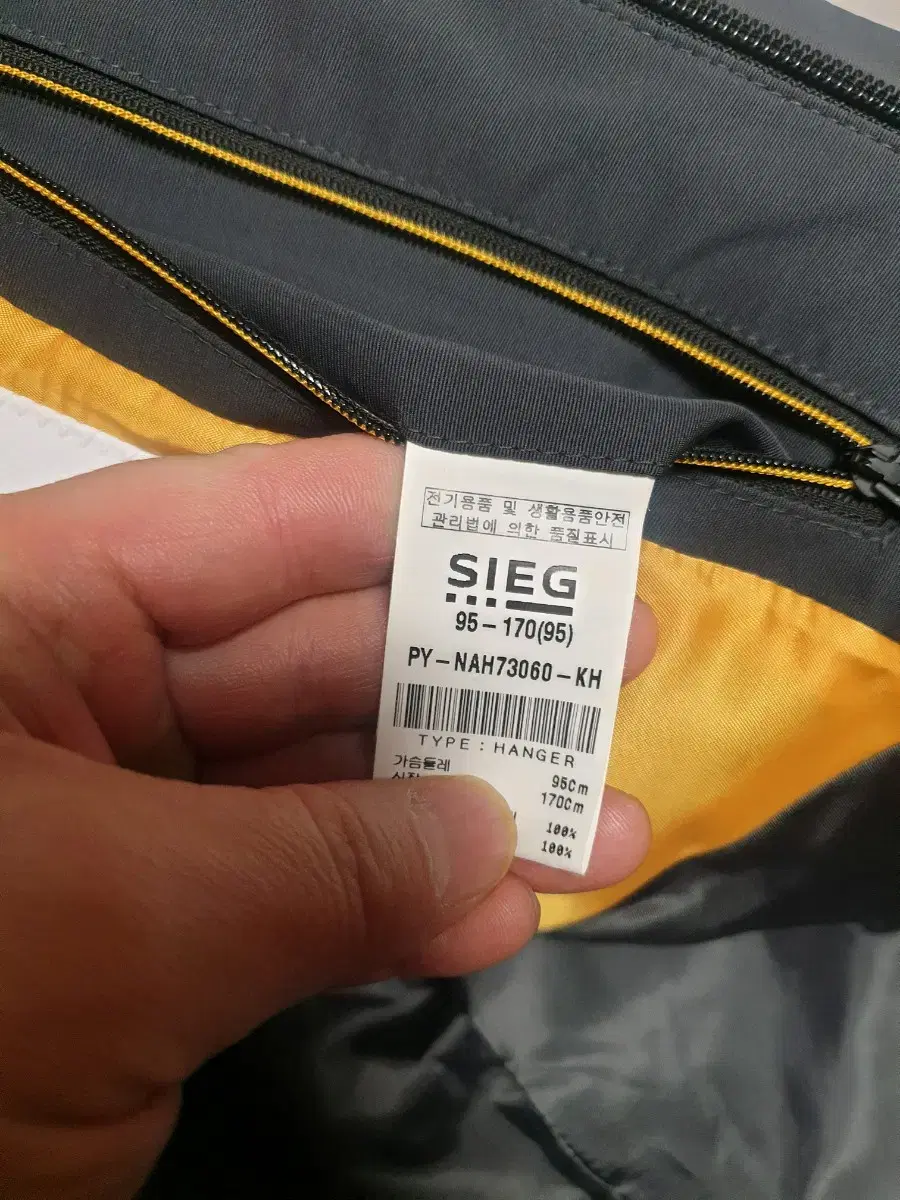 전기용품 및 생활용품안전
관리법에 의한 품질표시
SIEG
95-170(95)
PY-NAH73060-KH
TYPE : HANGER
가슴둘레 95cm
170cm
100%
100%